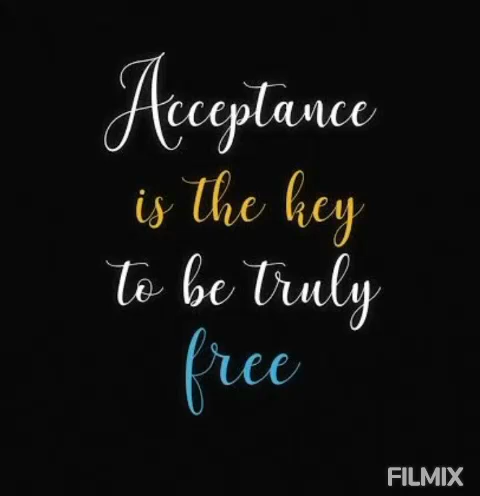 Acceptance
is the key
to be truly
free
FILMIX